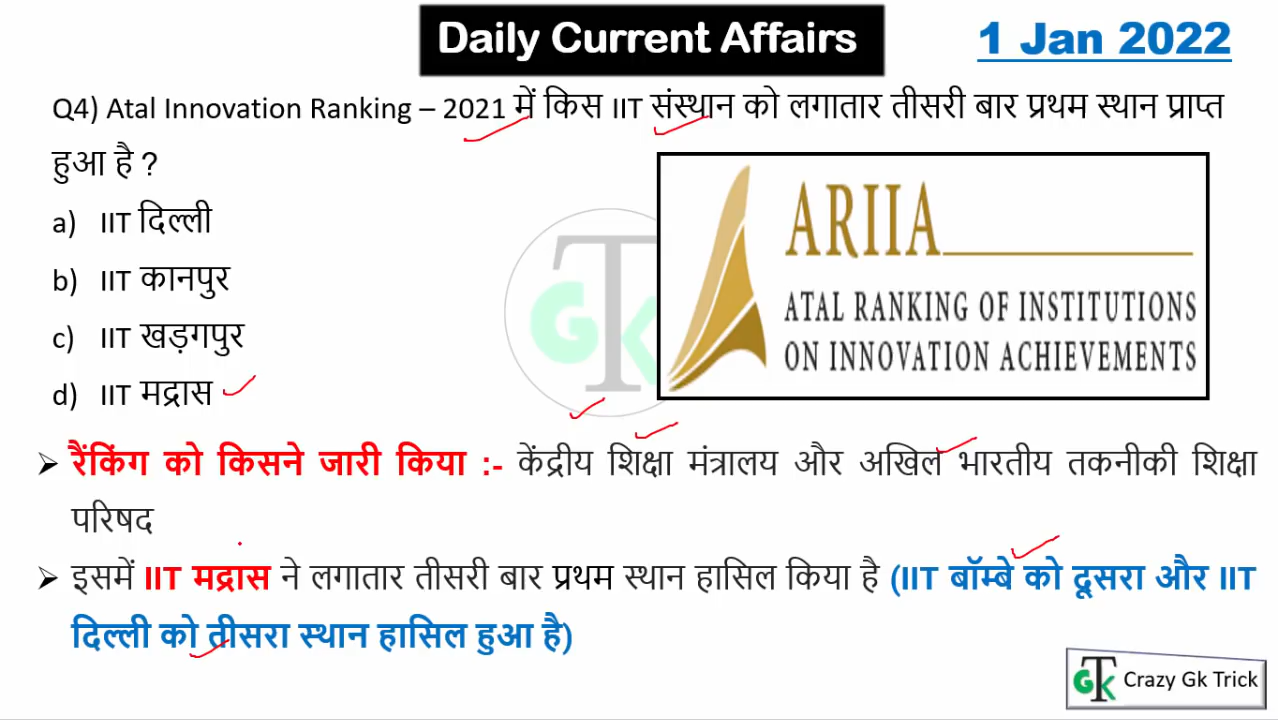 Daily Current Affairs
1 Jan 2022
Q4) Atal Innovation Ranking – 2021 में किस IIT संस्थान को लगातार तीसरी बार प्रथम स्थान प्राप्त
हुआ है ?
a) IIT दिल्ली
b) IIT कानपुर
c) IIT खड़गपुर
d) IIT मद्रास
ARIIA
ATAL RANKING OF INSTITUTIONS
ON INNOVATION ACHIEVEMENTS
GTK
➢ रैंकिंग को किसने जारी किया :- केंद्रीय शिक्षा मंत्रालय और अखिल भारतीय तकनीकी शिक्षा
परिषद
➢ इसमें IIT मद्रास ने लगातार तीसरी बार प्रथम स्थान हासिल किया है (IIT बॉम्बे को दूसरा और IIT
दिल्ली को तीसरा स्थान हासिल हुआ है)
GTK Crazy Gk Trick